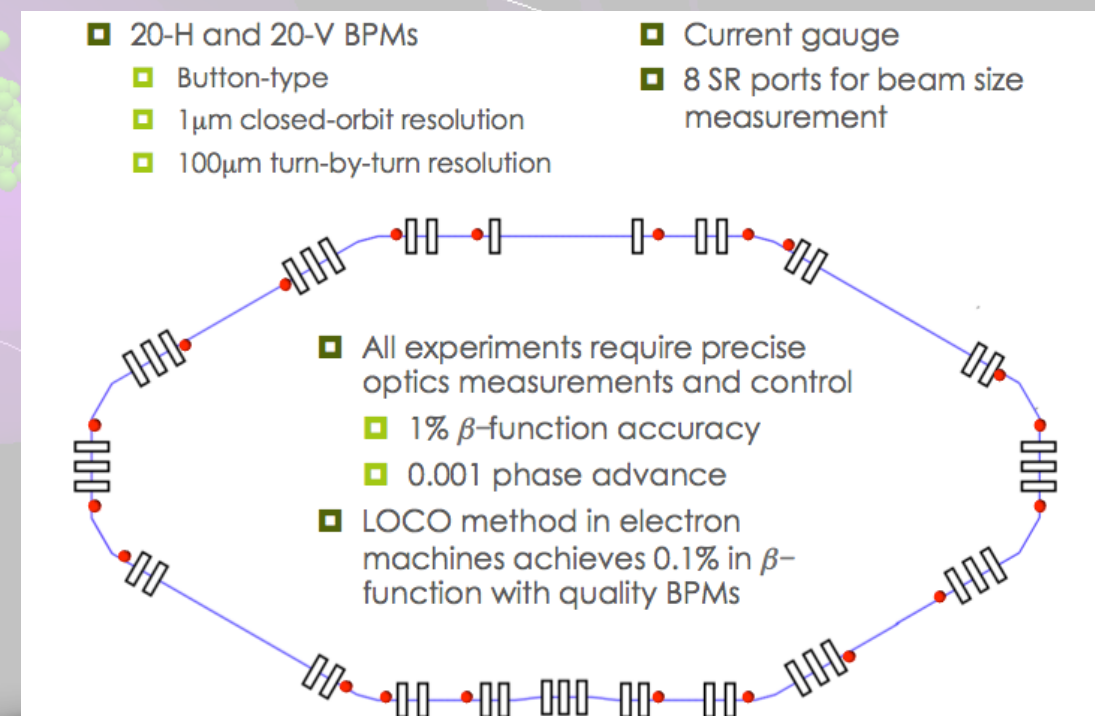 20-H and 20-V BPMs
Button-type
1μm closed-orbit resolution
100μm turn-by-turn resolution
Current gauge
8 SR ports for beam size
measurement
All experiments require precise
optics measurements and control
1% β-function accuracy
0.001 phase advance
LOCO method in electron
machines achieves 0.1% in β-
function with quality BPMs